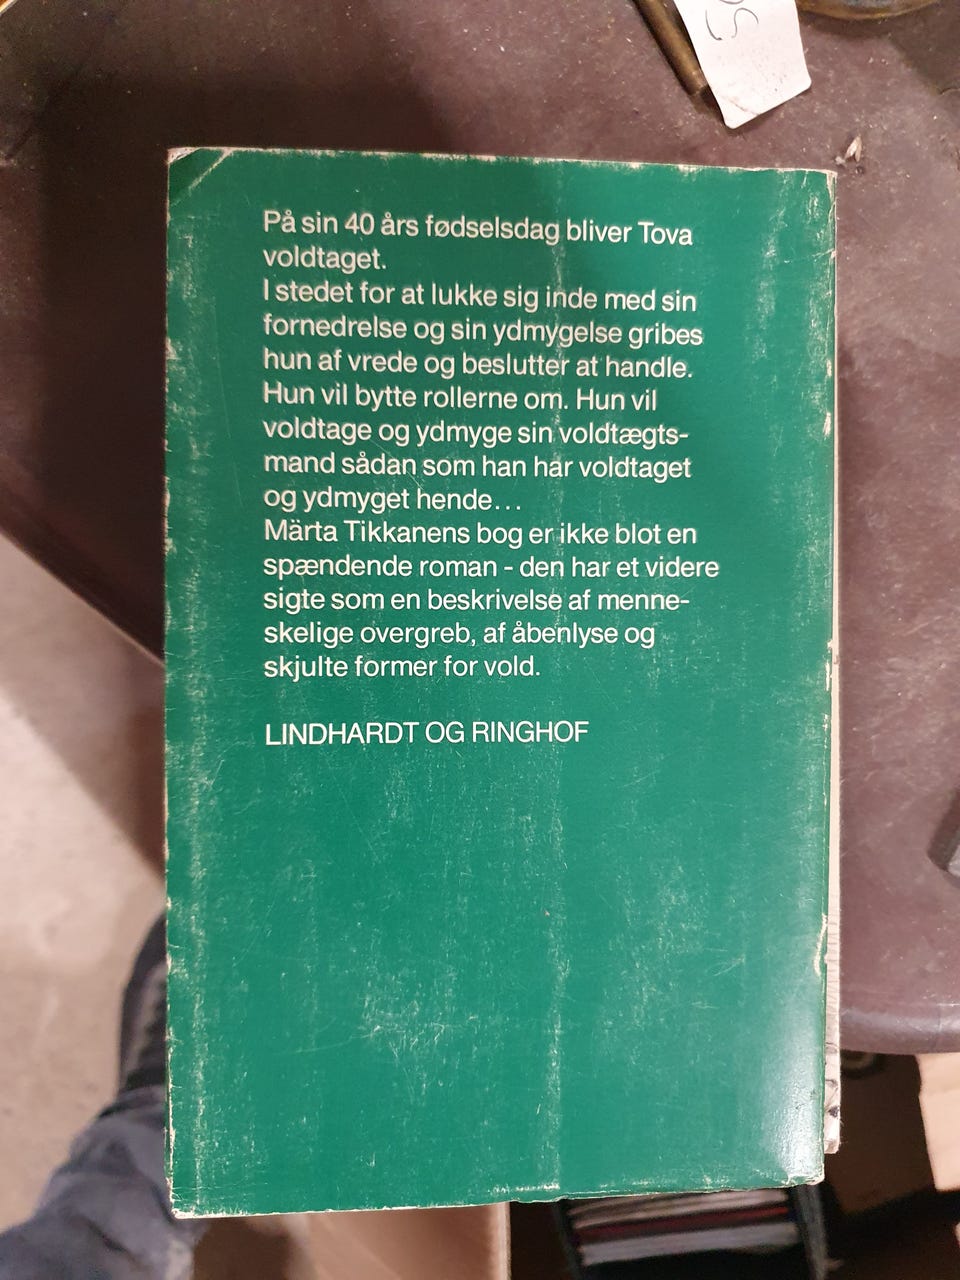 På sin 40 års fødselsdag bliver Tova
voldtaget.
I stedet for at lukke sig inde med sin
fornedrelse og sin ydmygelse gribes
hun af vrede og beslutter at handle.
Hun vil bytte rollerne om. Hun vil
voldtage og ydmyge sin voldtægts-
mand sådan som han har voldtaget
og ydmyget hende...
Märta Tikkanens bog er ikke blot en
spændende roman - den har et videre
sigte som en beskrivelse af menne-
skelige overgreb, af åbenlyse og
skjulte former for vold.
LINDHARDT OG RINGHOF